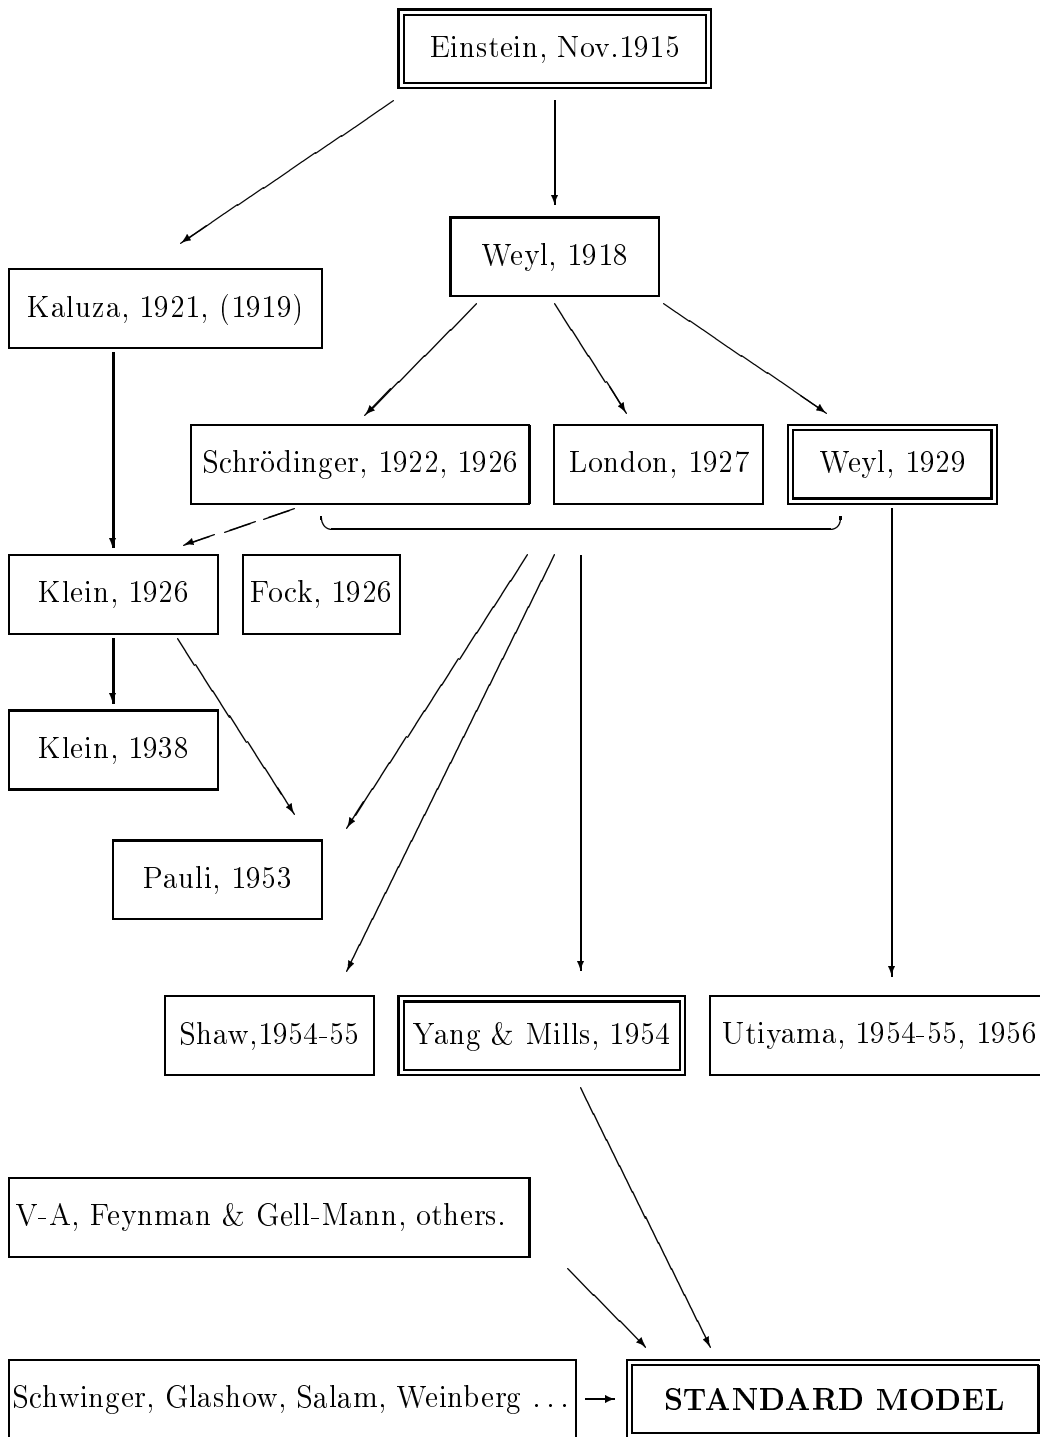 Einstein, Nov.1915
Weyl, 1918
Kaluza, 1921, (1919)
Schrödinger, 1922, 1926
London, 1927
Weyl, 1929
Klein, 1926
Fock, 1926
Klein, 1938
Pauli, 1953
Shaw,1954-55
Yang & Mills, 1954
Utiyama, 1954-55, 1956
V-A, Feynman & Gell-Mann, others.
Schwinger, Glashow, Salam, Weinberg ...
STANDARD MODEL